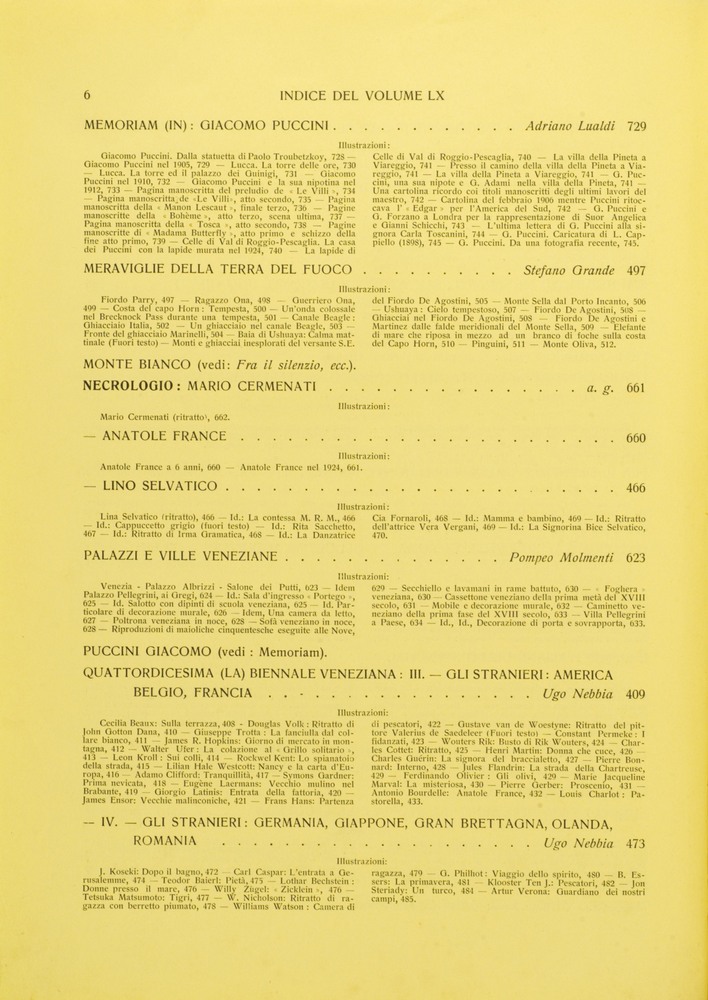 6 INDICE DEL VOLUME LX
MEMORIAM (IN): GIACOMO PUCCINI . . . . . . . . . . . Adriano Lualdi 729
Illustrazioni:
Giacomo Puccini. Dalla statuetta di Paolo Troubetzkoy, 728 —
Giacomo Puccini nel 1905, 729 — Lucca. La torre delle ore, 730
— Lucca. La torre ed il palazzo dei Guinigi, 731 — Giacomo
Puccini nel 1910, 732 — Giacomo Puccini e la sua nipotina nel
1912, 733 — Pagina manoscritta del preludio de « Le Villi », 734
— Pagina manoscritta de «Le Villi», atto secondo, 735 — Pagina
manoscritta della « Manon Lescaut », finale terzo, 736 — Pagine
manoscritte della « Bohème », atto terzo, scena ultima, 737 —
Pagina manoscritta della « Tosca », atto secondo, 738 — Pagine
manoscritte di « Madama Butterfly », atto primo e schizzo della
fine atto primo, 739 — Celle di Val di Roggio-Pescaglia. La casa
dei Puccini con la lapide murata nel 1924, 740 — La lapide di
Celle di Val di Roggio-Pescaglia, 740 — La villa della Pineta a
Viareggio, 741 — Presso il camino della villa della Pineta a Via-
reggio, 741 — La villa della Pineta a Viareggio, 741 — G. Puc-
cini, una sua nipote e G. Adami nella villa della Pineta, 741 —
Una cartolina ricordo coi titoli manoscritti degli ultimi lavori del
maestro, 742 — Cartolina del febbraio 1906 mentre Puccini ritoc-
cava l' « Edgar » per l'America del Sud, 742 — G. Puccini e
G. Forzano a Londra per la rappresentazione di Suor Angelica
e Gianni Schicchi, 743 — L'ultima lettera di G. Puccini alla si-
gnora Carla Toscanini, 744 — G. Puccini. Caricatura di L. Cap-
piello (1898), 745 — G. Puccini. Da una fotografia recente, 745.
MERAVIGLIE DELLA TERRA DEL FUOCO . . . . . . . . . . Stefano Grande 497
Illustrazioni:
Fiordo Parry, 497 — Ragazzo Ona, 498 — Guerriero Ona,
499 — Costa del capo Horn: Tempesta, 500 — Un'onda colossale
nel Brecknock Pass durante una tempesta, 501 — Canale Beagle:
Ghiacciaio Italia, 502 — Un ghiacciaio nel canale Beagle, 503 —
Fronte del ghiacciaio Marinelli, 504 — Baia di Ushuaya: Calma mat-
tinale (Fuori testo) — Monti e ghiacciai inesplorati del versante S.E.
del Fiordo De Agostini, 505 — Monte Sella dal Porto Incanto, 506
— Ushuaya: Cielo tempestoso, 507 — Fiordo De Agostini, 508 —
Ghiacciai nel Fiordo De Agostini, 508 — Fiordo De Agostini e
Martinez dalle falde meridionali del Monte Sella, 509 — Elefante
di mare che riposa in mezzo ad un branco di foche sulla costa
del Capo Horn, 510 — Pinguini, 511 — Monte Oliva, 512.
MONTE BIANCO (vedi: Fra il silenzio, ecc.).
NECROLOGIO: MARIO CERMENATI . . . . . . . . . . . . . a. g. 661
Illustrazioni:
Mario Cermenati (ritratto), 662.
— ANATOLE FRANCE . . . . . . . . . . . . . . . . . . . . 660
Illustrazioni:
Anatole France a 6 anni, 660 — Anatole France nel 1924, 661.
— LINO SELVATICO . . . . . . . . . . . . . . . . . . . . 466
Illustrazioni:
Lina Selvatico (ritratto), 466 — Id.: La contessa M. R. M., 466
— Id.: Cappuccetto grigio (fuori testo) — Id.: Rita Sacchetto,
467 — Id.: Ritratto di Irma Gramatica, 468 — Id.: La Danzatrice
Cia Fornaroli, 468 — Id.: Mamma e bambino, 469 — Id.: Ritratto
dell'attrice Vera Vergani, 469 — Id.: La Signorina Bice Selvatico,
470.
PALAZZI E VILLE VENEZIANE . . . . . . . . . . . . . Pompeo Molmenti 623
Illustrazioni:
Venezia - Palazzo Albrizzi - Salone dei Putti, 623 — Idem
Palazzo Pellegrini, ai Gregi, 624 — Id.: Sala d'ingresso « Portego »,
625 — Id. Salotto con dipinti di scuola veneziana, 625 — Id. Par-
ticolare di decorazione murale, 626 — Idem, Una camera da letto,
627 — Poltrona veneziana in noce, 628 — Sofà veneziano in noce,
628 — Riproduzioni di maioliche cinquentesche eseguite alle Nove,
629 — Secchiello e lavamani in rame battuto, 630 — « Foghera »
veneziana, 630 — Cassettone veneziano della prima metà del XVIII
secolo, 631 — Mobile e decorazione murale, 632 — Caminetto ve-
neziano della prima fase del XVIII secolo, 633 — Villa Pellegrini
a Paese, 634 — Id., Id., Decorazione di porta e sovrapporta, 633.
PUCCINI GIACOMO (vedi : Memoriam).
QUATTORDICESIMA (LA) BIENNALE VENEZIANA: III. — GLI STRANIERI: AMERICA
BELGIO, FRANCIA . . . . . . . . . . . . . . . Ugo Nebbia 409
Illustrazioni:
Cecilia Beaux: Sulla terrazza, 408 - Douglas Volk: Ritratto di
John Gotton Dana, 410 — Giuseppe Trotta: La fanciulla dal col-
lare bianco, 411 — James R. Hopkins: Giorno di mercato in mon-
tagna, 412 — Walter Ufer: La colazione al « Grillo solitario »,
413 — Leon Kroll : Sui colli, 414 — Rockwel Kent: Lo spianatoio
della strada, 415 — Lilian Hale Westcott: Nancy e la carta d'Eu-
ropa, 416 — Adamo Clifford: Tranquillità, 417 — Symons Gardner:
Prima nevicata, 418 — Eugène Laermans: Vecchio mulino nel
Brabante, 419 — Giorgio Latinis: Entrata della fattoria, 420 —
James Ensor: Vecchie malinconiche, 421 — Frans Hans: Partenza
di pescatori, 422 — Gustave van de Woestyne: Ritratto del pit-
tore Valerius de Saedeleer (Fuori testo) — Constant Permeke: I
fidanzati, 423 — Wouters Rik: Busto di Rik Wouters, 424 — Char-
les Cottet: Ritratto, 425 — Henri Martin: Donna che cuce, 426 —
Charles Guérin: La signora del braccialetto, 427 — Pierre Bon-
nard: Interno, 428 — Jules Flandrin: La strada della Chartreuse,
429 — Ferdinando Olivier : Gli olivi, 429 — Marie Jacqueline
Marval: La misteriosa, 430 — Pierre Gerber: Proscenio, 431 —
Antonio Bourdelle: Anatole France, 432 — Louis Charlot : Pa-
storella, 433.
— IV. — GLI STRANIERI: GERMANIA, GIAPPONE, GRAN BRETTAGNA, OLANDA,
ROMANIA . . . . . . . . . . . . . . . . . . . Ugo Nebbia 473
Illustrazioni:
J. Koseki: Dopo il bagno, 472 — Carl Caspar: L'entrata a Ge-
rusalemme, 474 — Teodor Baierl: Pietà, 475 — Lothar Bechstein :
Donne presso il mare, 476 — Willy Zügel: « Zicklein », 476 —
Tetsuka Matsumoto: Tigri, 477 — W. Nicholson: Ritratto di ra-
gazza con berretto piumato, 478 — Williams Watson : Camera di
ragazza, 479 — G. Philhot: Viaggio dello spirito, 480 — B. Es-
sers: La primavera, 481 — Klooster Ten J.: Pescatori, 482 — Jon
Steriady: Un turco, 484 — Artur Verona: Guardiano dei nostri
campi, 485.